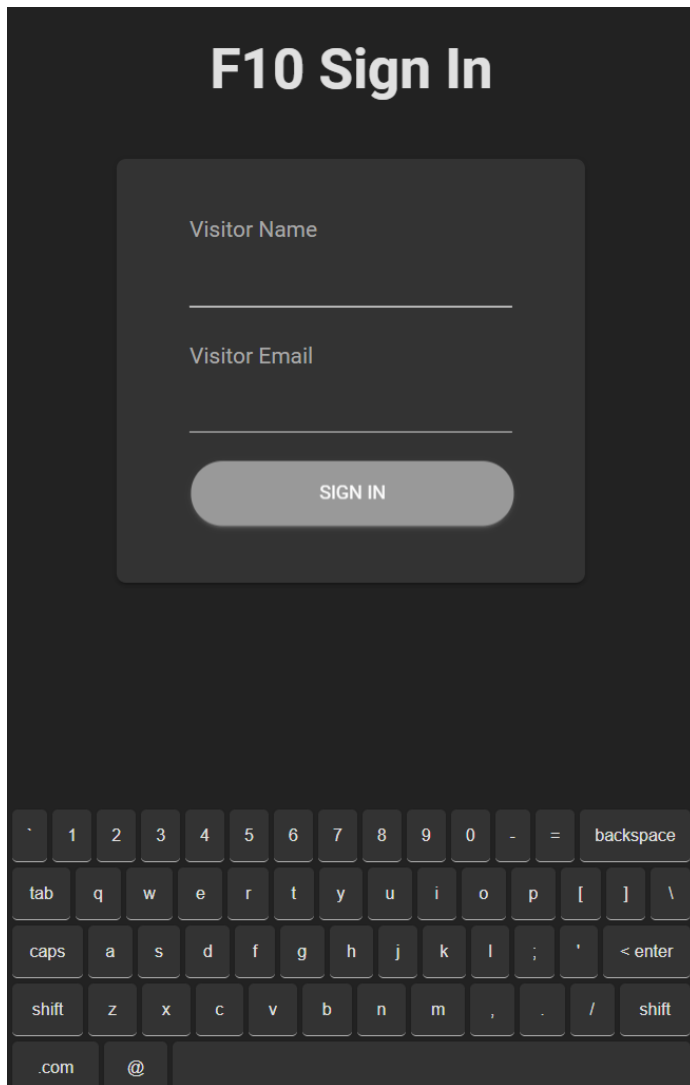 F10 Sign In
Visitor Name
Visitor Email
SIGN IN
` 1 2 3 4 5 6 7 8 9 0 - = backspace
tab q w e r t y u i o p [ ] \
caps a s d f g h j k l ; ' < enter
shift z x c v b n m , . / shift
.com @